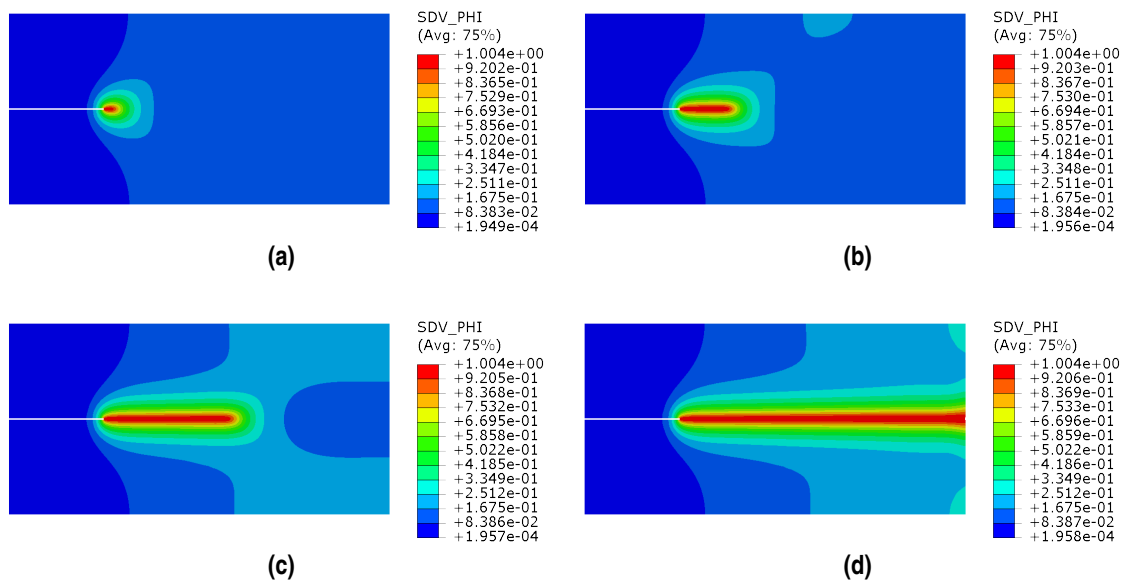 SDV_PHI
(Avg: 75%)
+1.004e+00
+9.202e-01
+8.365e-01
+7.529e-01
+6.693e-01
+5.856e-01
+5.020e-01
+4.184e-01
+3.347e-01
+2.511e-01
+1.675e-01
+8.383e-02
+1.949e-04
(a)
SDV_PHI
(Avg: 75%)
+1.004e+00
+9.203e-01
+8.367e-01
+7.530e-01
+6.694e-01
+5.857e-01
+5.021e-01
+4.184e-01
+3.348e-01
+2.511e-01
+1.675e-01
+8.384e-02
+1.956e-04
(b)
SDV_PHI
(Avg: 75%)
+1.004e+00
+9.205e-01
+8.368e-01
+7.532e-01
+6.695e-01
+5.858e-01
+5.022e-01
+4.185e-01
+3.349e-01
+2.512e-01
+1.675e-01
+8.386e-02
+1.957e-04
(c)
SDV_PHI
(Avg: 75%)
+1.004e+00
+9.206e-01
+8.369e-01
+7.533e-01
+6.696e-01
+5.859e-01
+5.022e-01
+4.186e-01
+3.349e-01
+2.512e-01
+1.675e-01
+8.387e-02
+1.958e-04
(d)